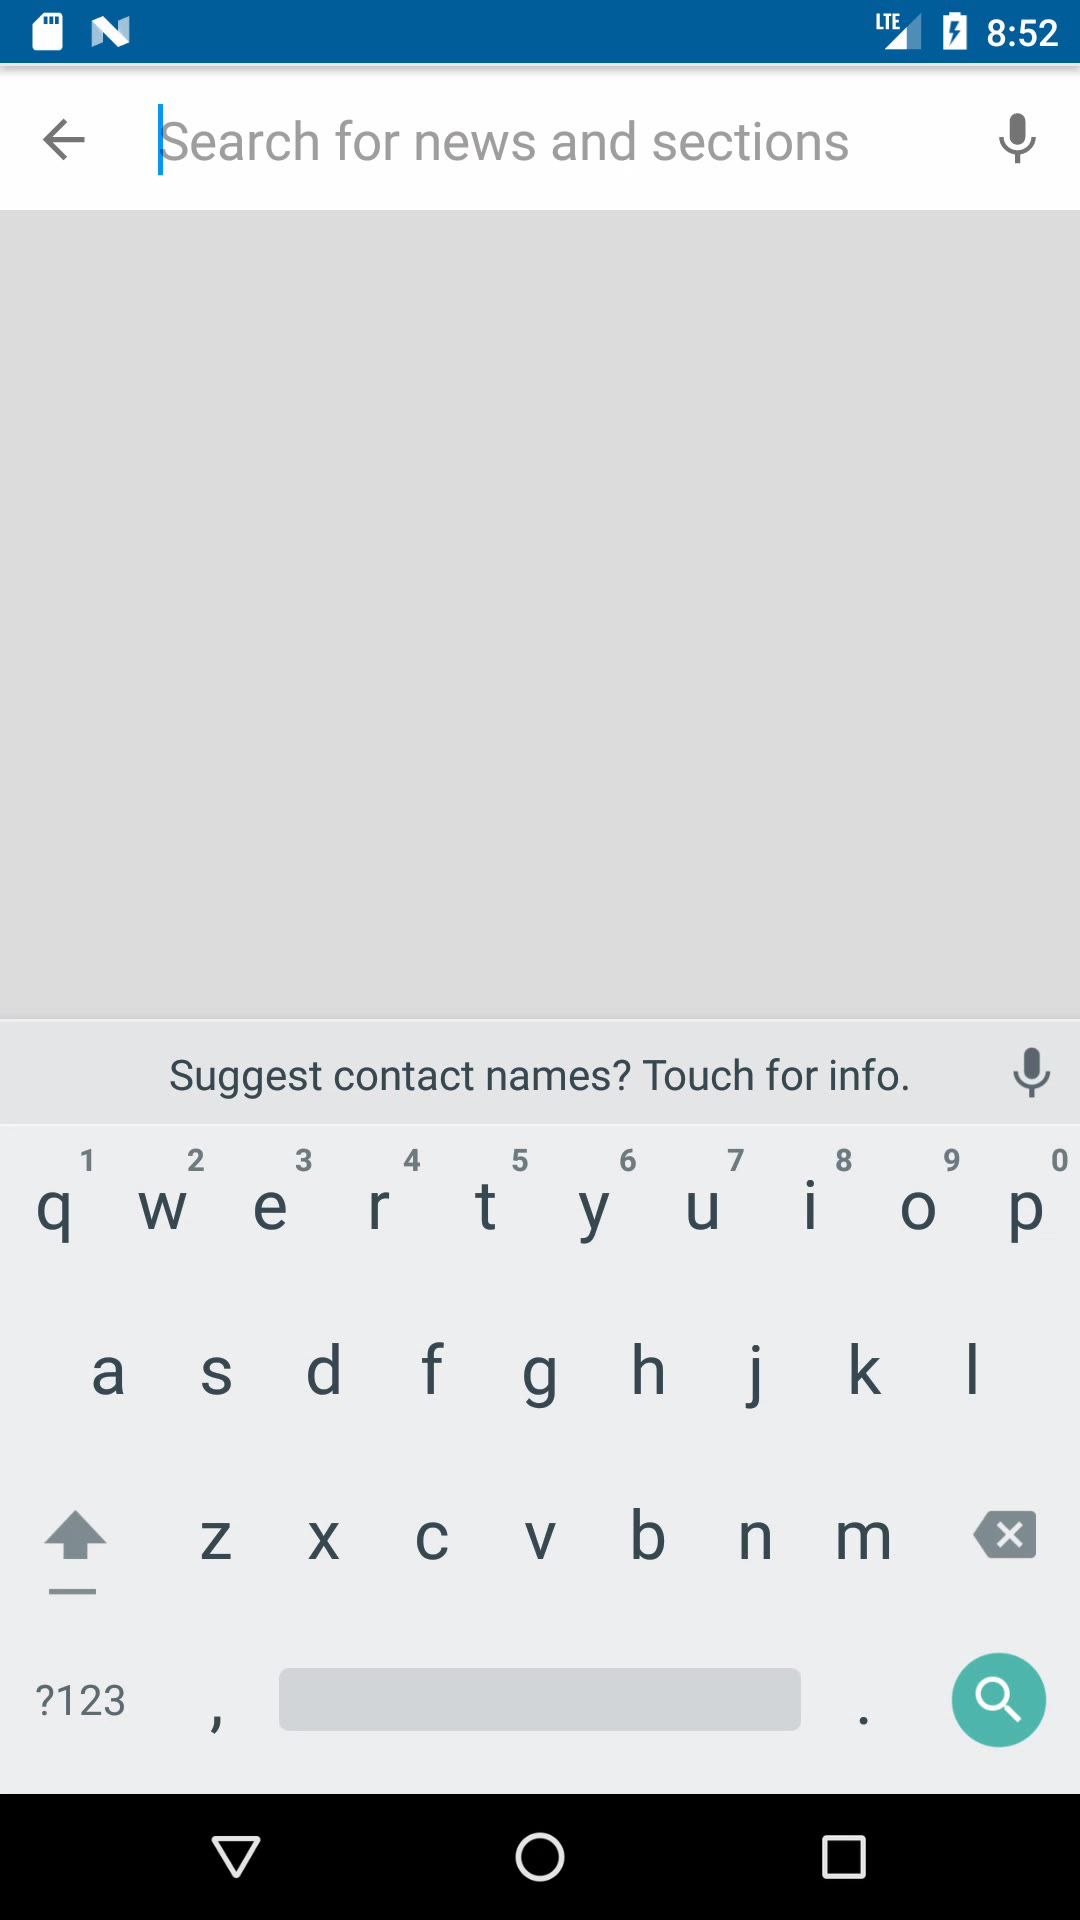 LTE 8:52
Search for news and sections
Suggest contact names? Touch for info.
1 2 3 4 5 6 7 8 9 0
q w e r t y u i o p
a s d f g h j k l
z x c v b n m
?123 , .